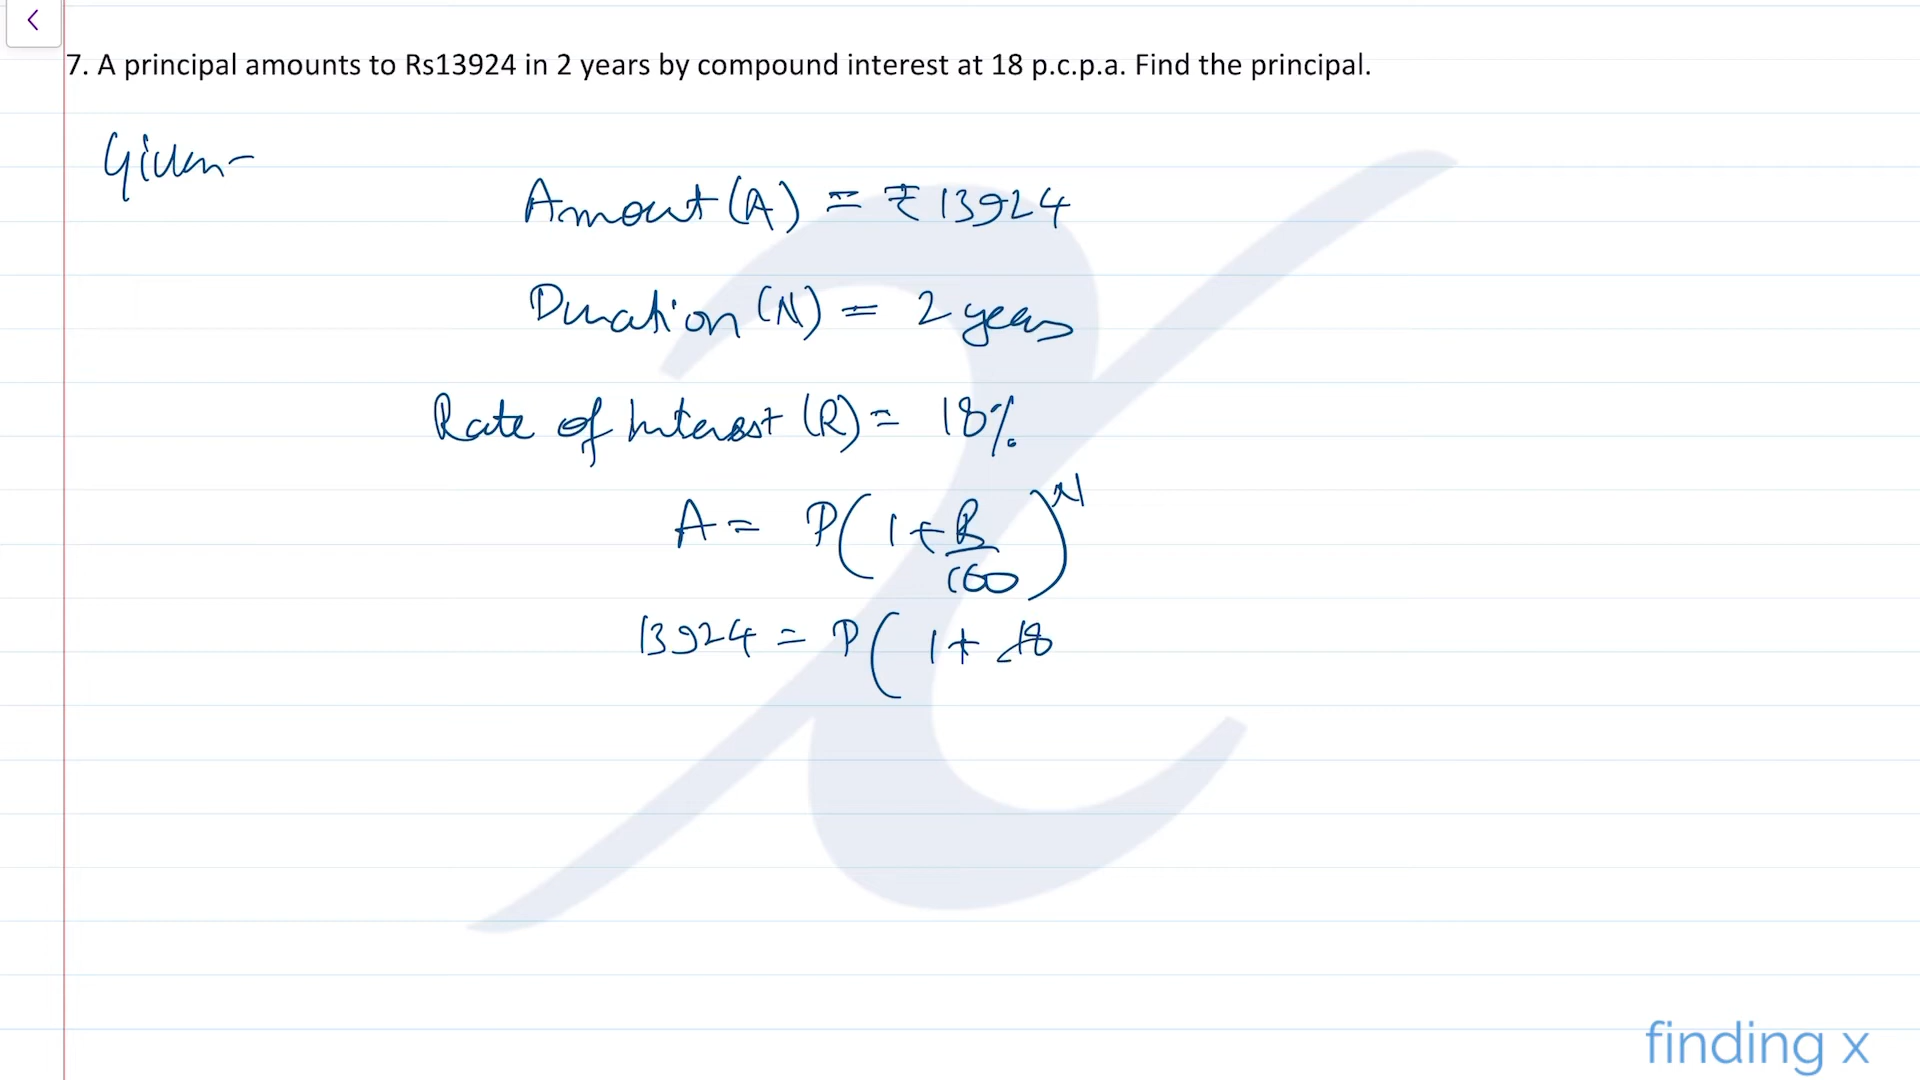 7. A principal amounts to Rs13924 in 2 years by compound interest at 18 p.c.p.a. Find the principal.
Given-
Amount (A) = ₹ 13924
Duration (N) = 2 years
Rate of Interest (R) = 18%
A = P(1+R/100)^N
13924 = P( 1+ 18
finding x